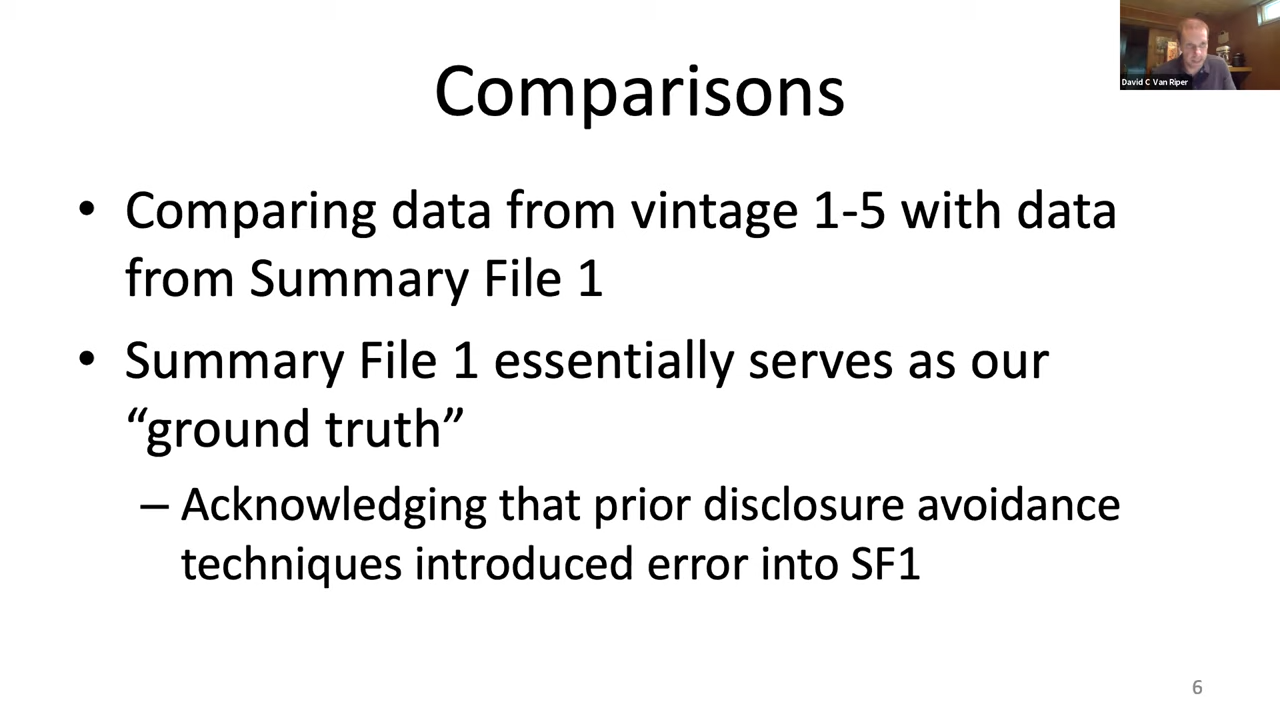 David C Van Riper
Comparisons
• Comparing data from vintage 1-5 with data
from Summary File 1
• Summary File 1 essentially serves as our
“ground truth”
– Acknowledging that prior disclosure avoidance
techniques introduced error into SF1
6